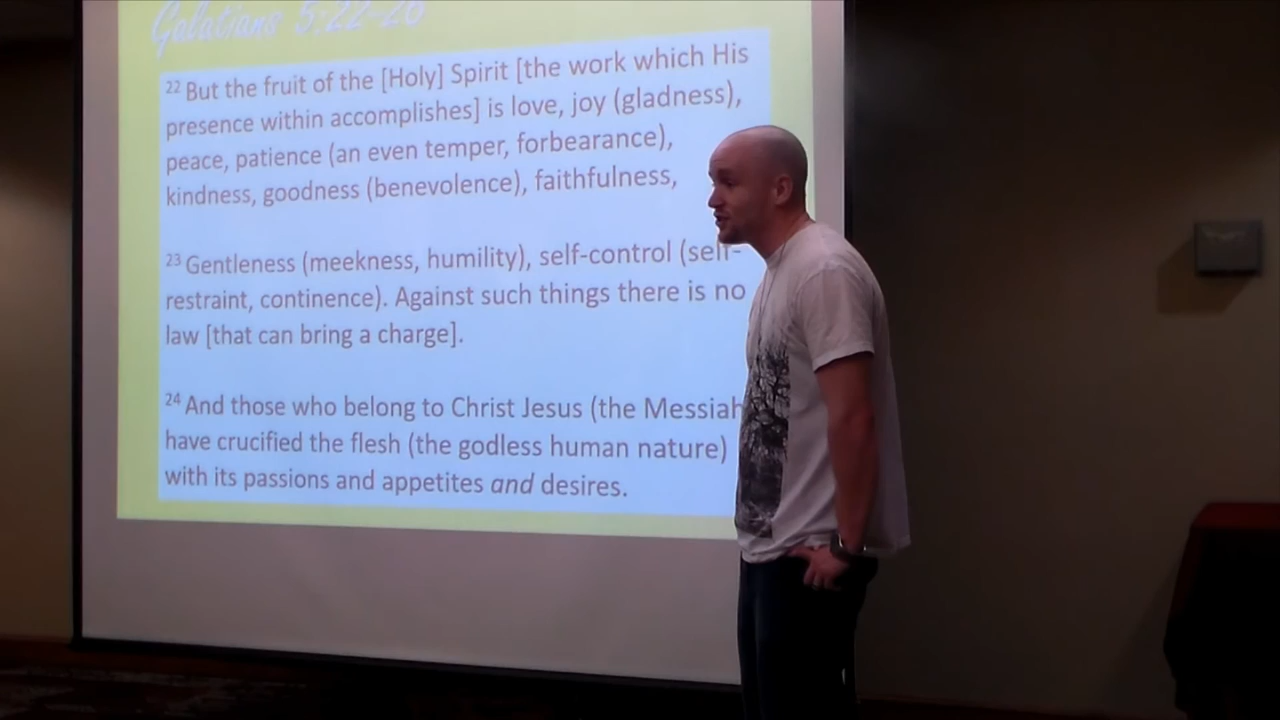 Galatians 5:22-26
22 But the fruit of the [Holy] Spirit [the work which His
presence within accomplishes] is love, joy (gladness),
peace, patience (an even temper, forbearance),
kindness, goodness (benevolence), faithfulness,
23 Gentleness (meekness, humility), self-control (self-
restraint, continence). Against such things there is no
law [that can bring a charge].
24 And those who belong to Christ Jesus (the Messiah
have crucified the flesh (the godless human nature)
with its passions and appetites and desires.